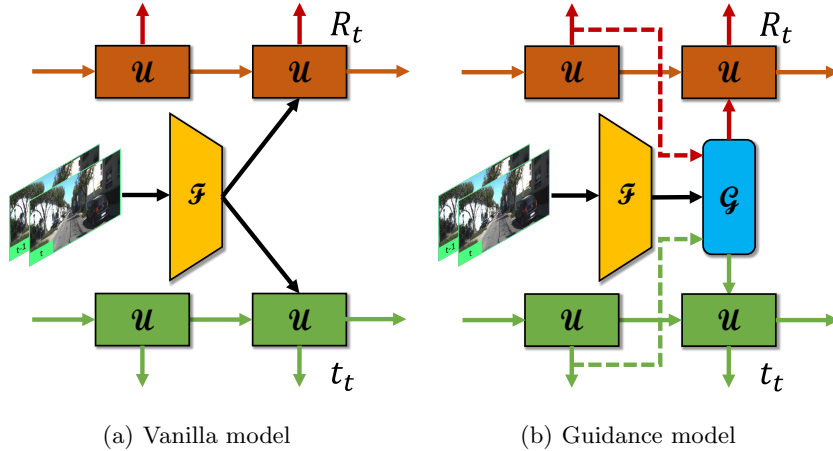 R_t R_t
𝒰 𝒰 𝒰 𝒰
ℱ ℱ 𝒢
t-1 t-1
t t
𝒰 𝒰 𝒰 𝒰
t_t t_t
(a) Vanilla model
(b) Guidance model